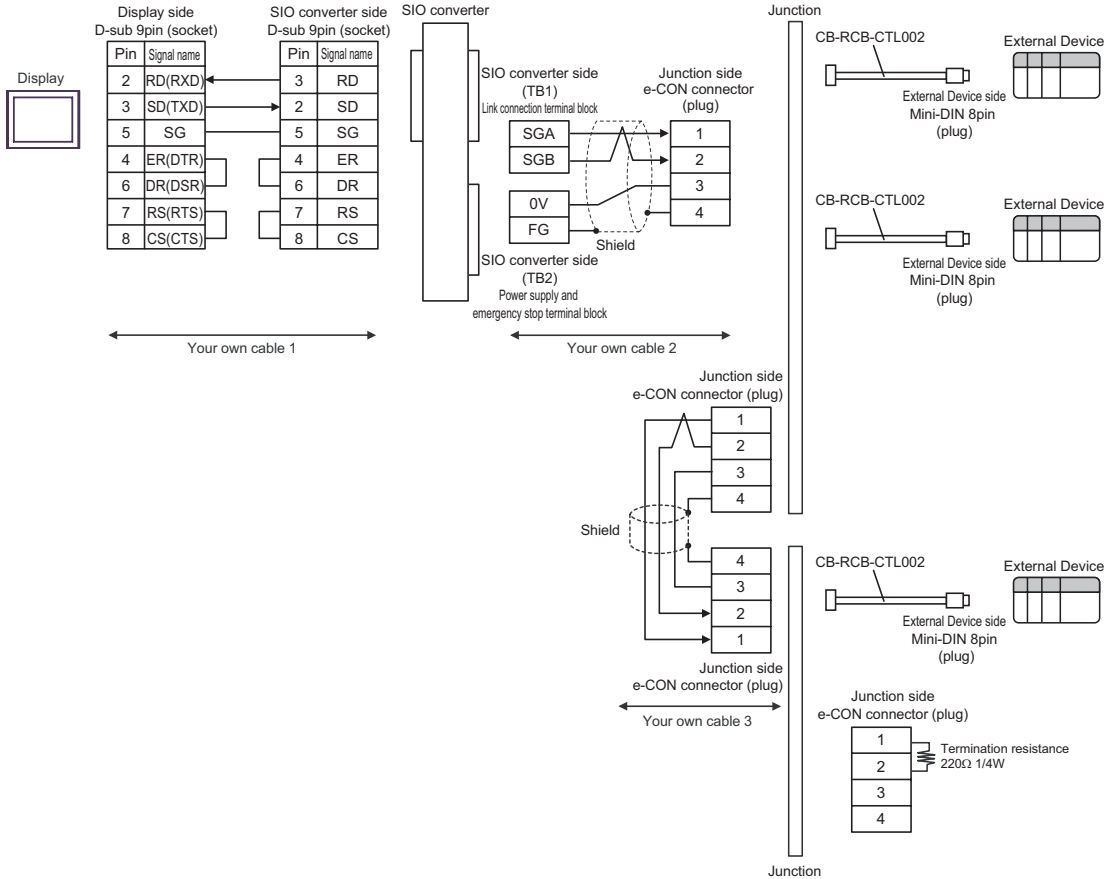 Display side
D-sub 9pin (socket)
SIO converter side
D-sub 9pin (socket)
SIO converter
Junction
Display
Pin Signal name
2 RD(RXD)
3 SD(TXD)
5 SG
4 ER(DTR)
6 DR(DSR)
7 RS(RTS)
8 CS(CTS)
Pin Signal name
3 RD
2 SD
5 SG
4 ER
6 DR
7 RS
8 CS
SIO converter side
(TB1)
Link connection terminal block
SGA
SGB
0V
FG
Shield
SIO converter side
(TB2)
Power supply and
emergency stop terminal block
Junction side
e-CON connector
(plug)
1
2
3
4
Your own cable 1
Your own cable 2
CB-RCB-CTL002
External Device
External Device side
Mini-DIN 8pin
(plug)
CB-RCB-CTL002
External Device
External Device side
Mini-DIN 8pin
(plug)
Junction side
e-CON connector (plug)
1
2
3
4
Shield
4
3
2
1
Junction side
e-CON connector (plug)
Your own cable 3
CB-RCB-CTL002
External Device
External Device side
Mini-DIN 8pin
(plug)
Junction side
e-CON connector (plug)
1
2
3
4
Termination resistance
220Ω 1/4W
Junction